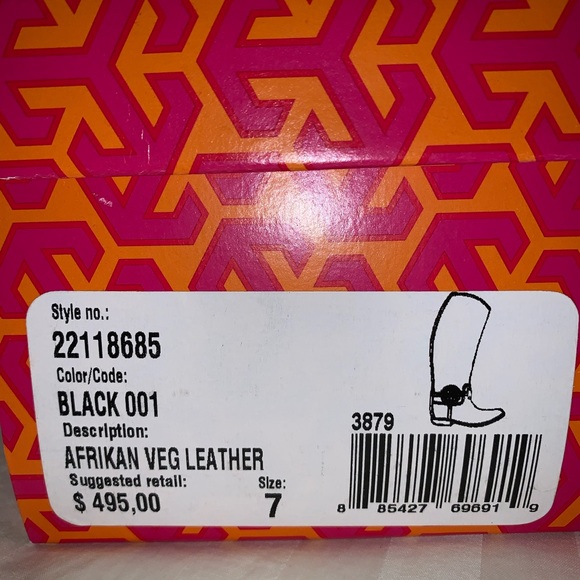 Style no.:
22118685
Color/Code:
BLACK 001
Description:
AFRIKAN VEG LEATHER
Suggested retail:
$ 495,00
Size:
7
3879
8 85427 69691 9